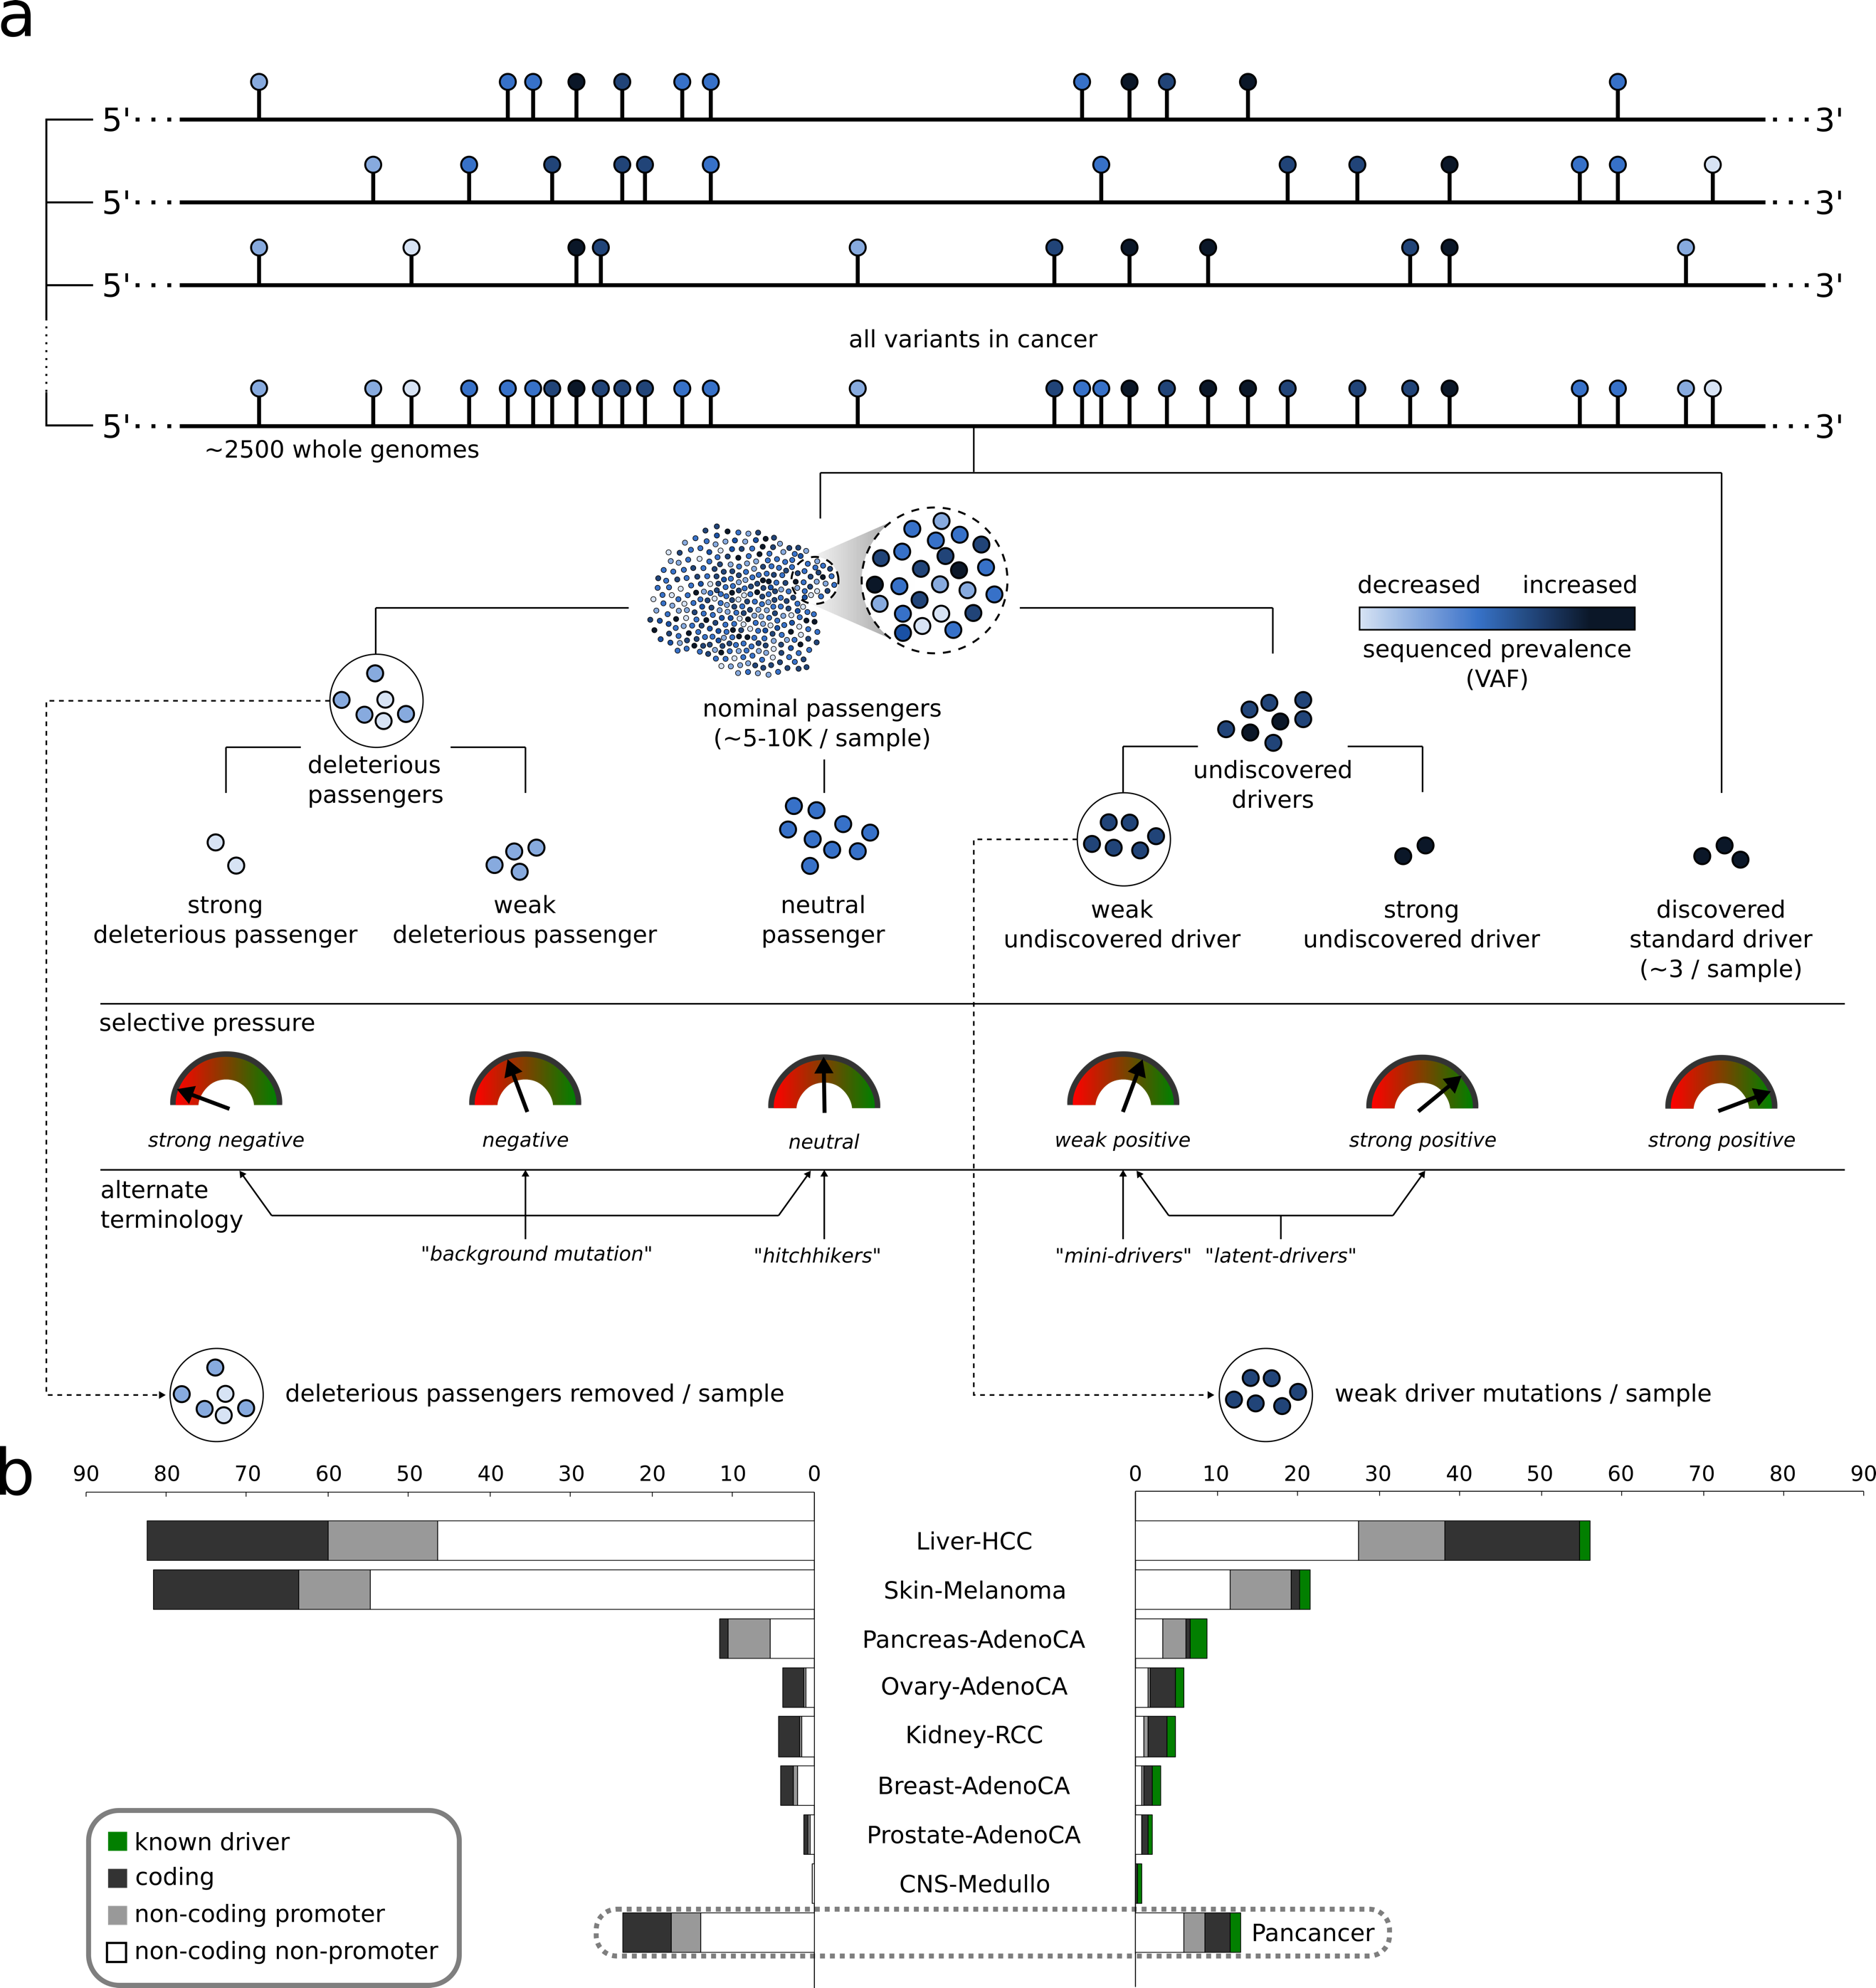 a
5'· · · · · · ·3'
5'· · · · · · ·3'
5'· · · · · · ·3'
all variants in cancer
5'· · · · · · ·3'
~2500 whole genomes
decreased increased
sequenced prevalence
(VAF)
nominal passengers
(~5-10K / sample)
deleterious
passengers
undiscovered
drivers
strong
deleterious passenger
weak
deleterious passenger
neutral
passenger
weak
undiscovered driver
strong
undiscovered driver
discovered
standard driver
(~3 / sample)
selective pressure
strong negative
negative
neutral
weak positive
strong positive
strong positive
alternate
terminology
"background mutation"
"hitchhikers"
"mini-drivers"
"latent-drivers"
deleterious passengers removed / sample
weak driver mutations / sample
b
90 80 70 60 50 40 30 20 10 0
0 10 20 30 40 50 60 70 80 90
Liver-HCC
Skin-Melanoma
Pancreas-AdenoCA
Ovary-AdenoCA
Kidney-RCC
Breast-AdenoCA
Prostate-AdenoCA
CNS-Medullo
Pancancer
known driver
coding
non-coding promoter
non-coding non-promoter